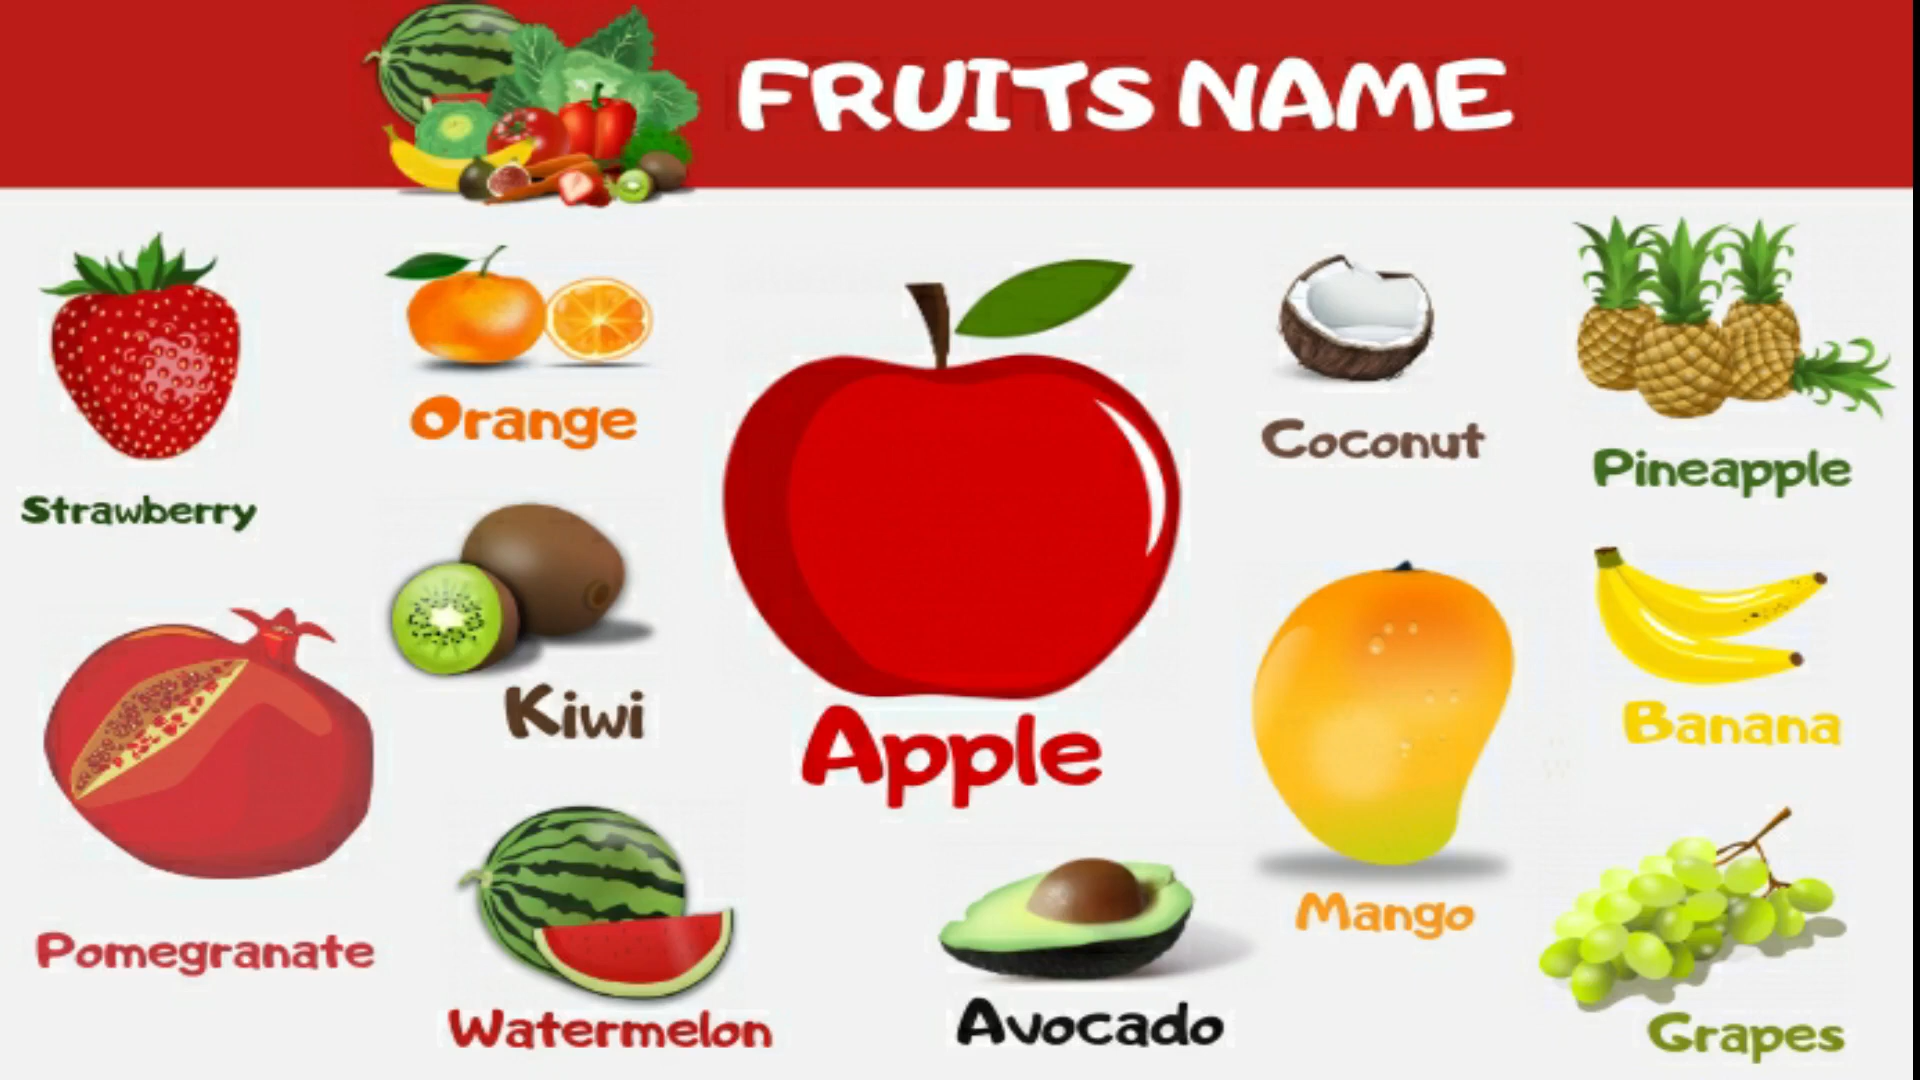 FRUITS NAME
Strawberry
Orange
Coconut
Pineapple
Kiwi
Apple
Banana
Mango
Pomegranate
Watermelon
Avocado
Grapes